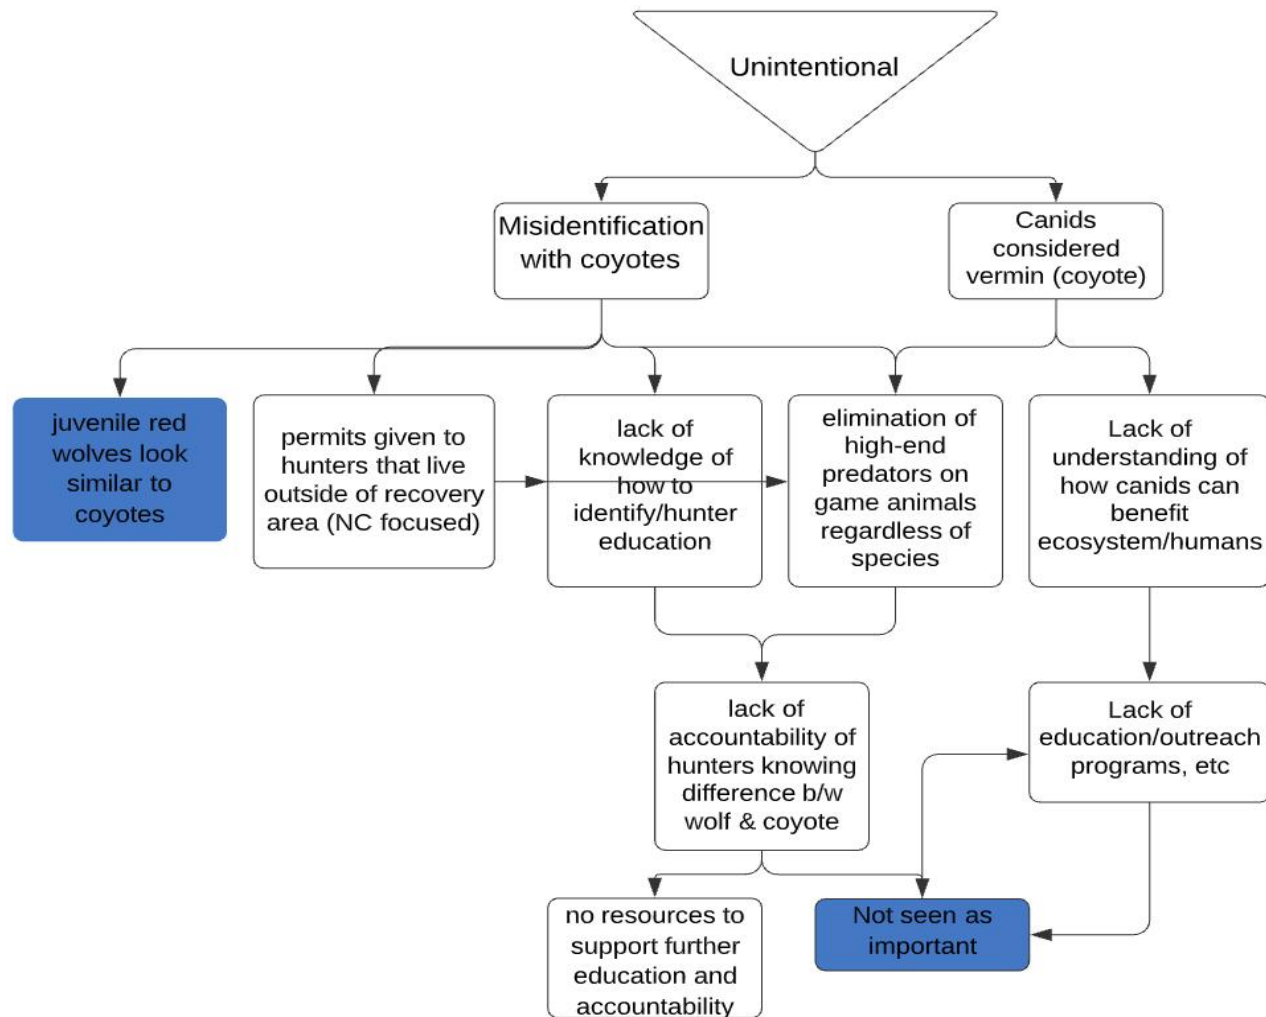 Unintentional
Misidentification
with coyotes
Canids
considered
vermin (coyote)
juvenile red
wolves look
similar to
coyotes
permits given to
hunters that live
outside of recovery
area (NC focused)
lack of
knowledge of
how to
identify/hunter
education
elimination of
high-end
predators on
game animals
regardless of
species
Lack of
understanding of
how canids can
benefit
ecosystem/humans
lack of
accountability of
hunters knowing
difference b/w
wolf & coyote
Lack of
education/outreach
programs, etc
no resources to
support further
education and
accountability
Not seen as
important